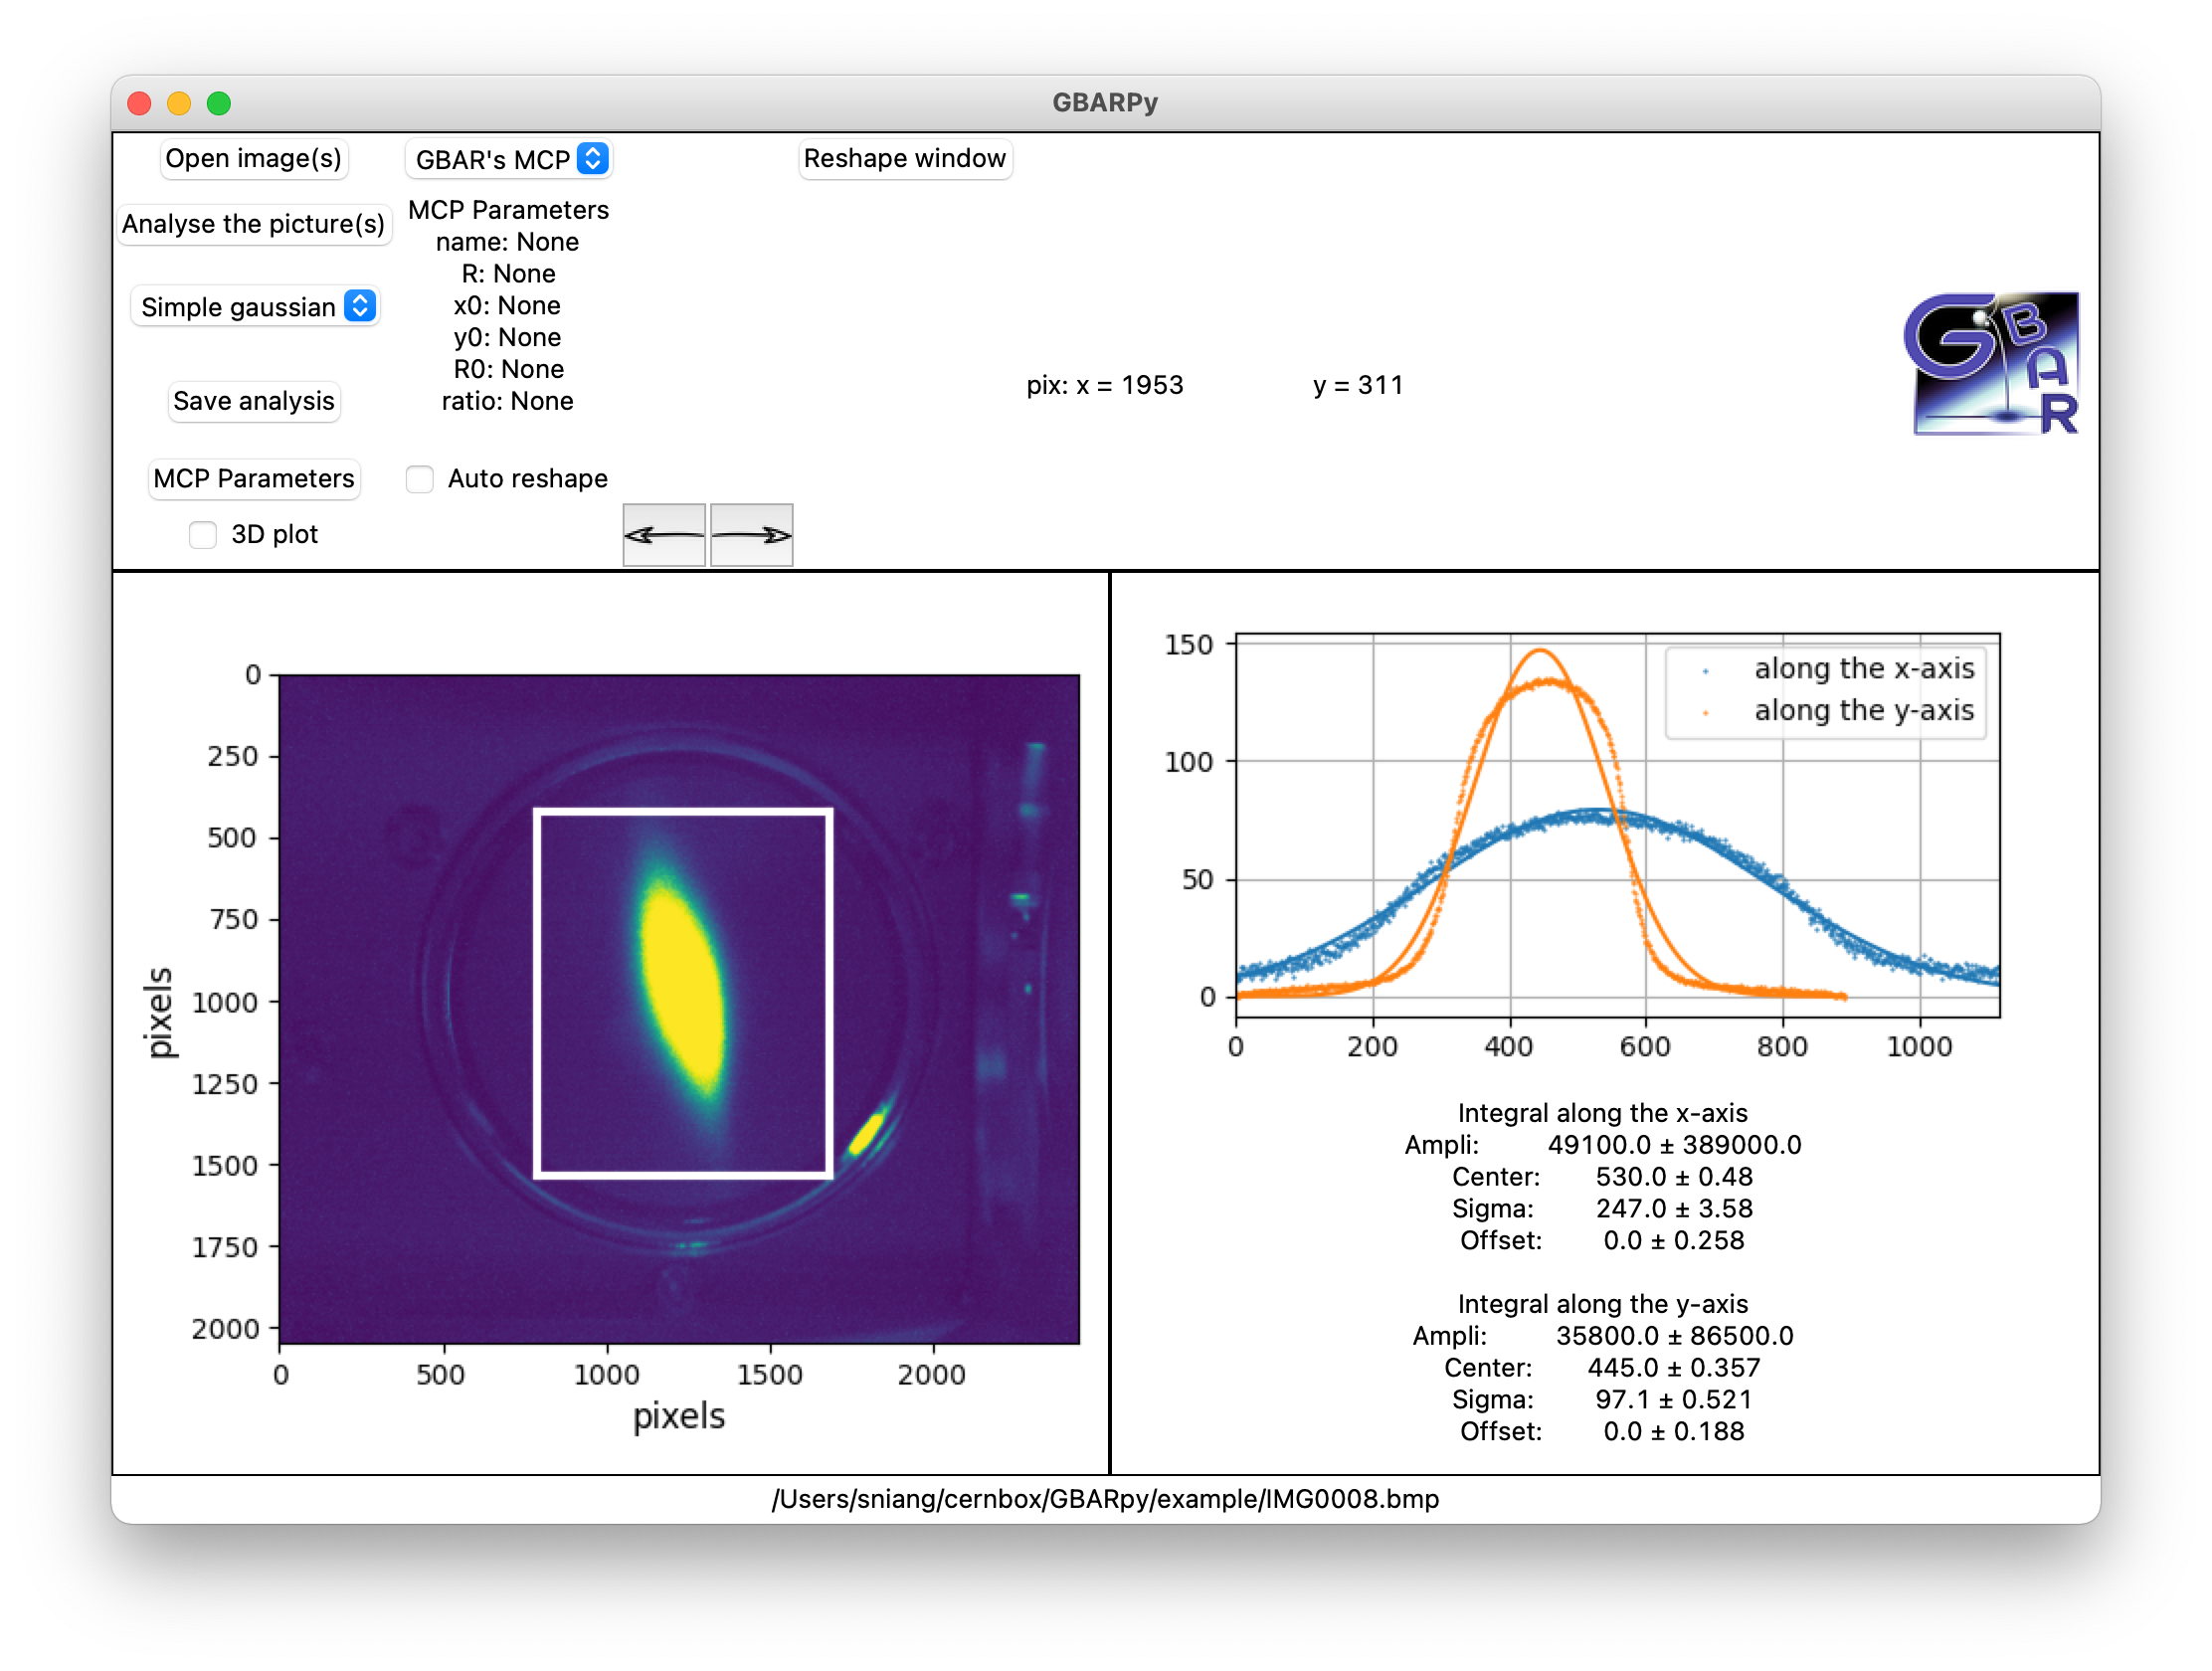 GBARPy
Open image(s)
GBAR's MCP
Reshape window
Analyse the picture(s)
MCP Parameters
name: None
R: None
x0: None
y0: None
R0: None
ratio: None
Simple gaussian
Save analysis
pix: x = 1953
y = 311
GBAR
MCP Parameters
Auto reshape
3D plot
0
250
500
750
1000
1250
1500
1750
2000
pixels
0
500
1000
1500
2000
pixels
150
100
50
0
along the x-axis
along the y-axis
0
200
400
600
800
1000
Integral along the x-axis
Ampli: 49100.0 ± 389000.0
Center: 530.0 ± 0.48
Sigma: 247.0 ± 3.58
Offset: 0.0 ± 0.258
Integral along the y-axis
Ampli: 35800.0 ± 86500.0
Center: 445.0 ± 0.357
Sigma: 97.1 ± 0.521
Offset: 0.0 ± 0.188
/Users/sniang/cernbox/GBARpy/example/IMG0008.bmp